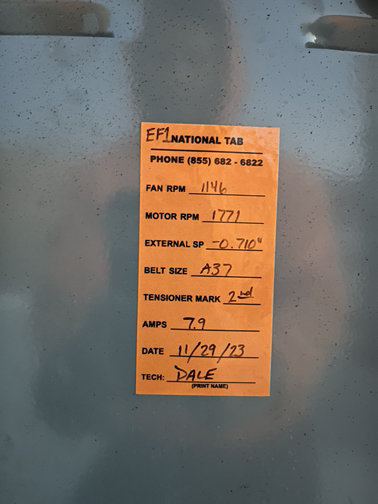 EF1 NATIONAL TAB
PHONE (855) 682 - 6822
FAN RPM 1146
MOTOR RPM 1771
EXTERNAL SP -0.710"
BELT SIZE A37
TENSIONER MARK 2nd
AMPS 7.9
DATE 11/29/23
TECH: DALE
(PRINT NAME)